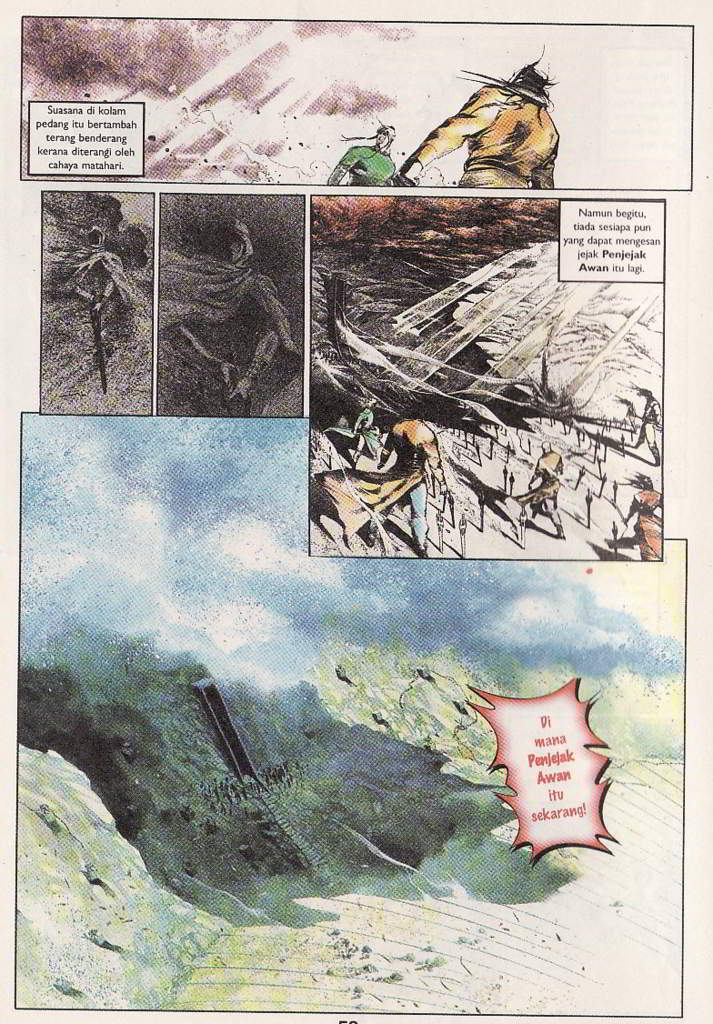 Suasana di kolam
pedang itu bertambah
terang benderang
kerana diterangi oleh
cahaya matahari.
Namun begitu,
tiada sesiapa pun
yang dapat mengesan
jejak Penjejak
Awan itu lagi.
Di
mana
Penjejak
Awan
itu
sekarang!